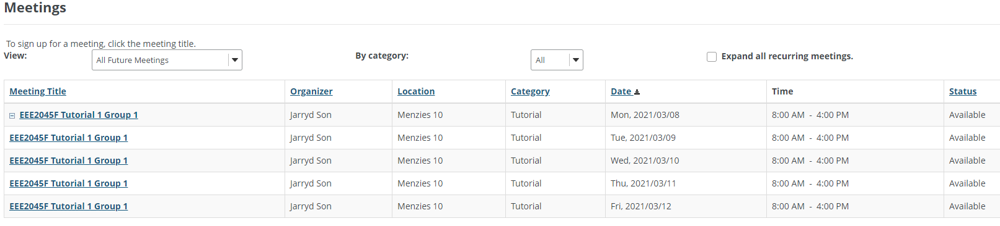 Meetings
To sign up for a meeting, click the meeting title.
View: All Future Meetings By category: All Expand all recurring meetings.
Meeting Title Organizer Location Category Date Time Status
EEE2045F Tutorial 1 Group 1 Jarryd Son Menzies 10 Tutorial Mon, 2021/03/08 8:00 AM - 4:00 PM Available
EEE2045F Tutorial 1 Group 1 Jarryd Son Menzies 10 Tutorial Tue, 2021/03/09 8:00 AM - 4:00 PM Available
EEE2045F Tutorial 1 Group 1 Jarryd Son Menzies 10 Tutorial Wed, 2021/03/10 8:00 AM - 4:00 PM Available
EEE2045F Tutorial 1 Group 1 Jarryd Son Menzies 10 Tutorial Thu, 2021/03/11 8:00 AM - 4:00 PM Available
EEE2045F Tutorial 1 Group 1 Jarryd Son Menzies 10 Tutorial Fri, 2021/03/12 8:00 AM - 4:00 PM Available